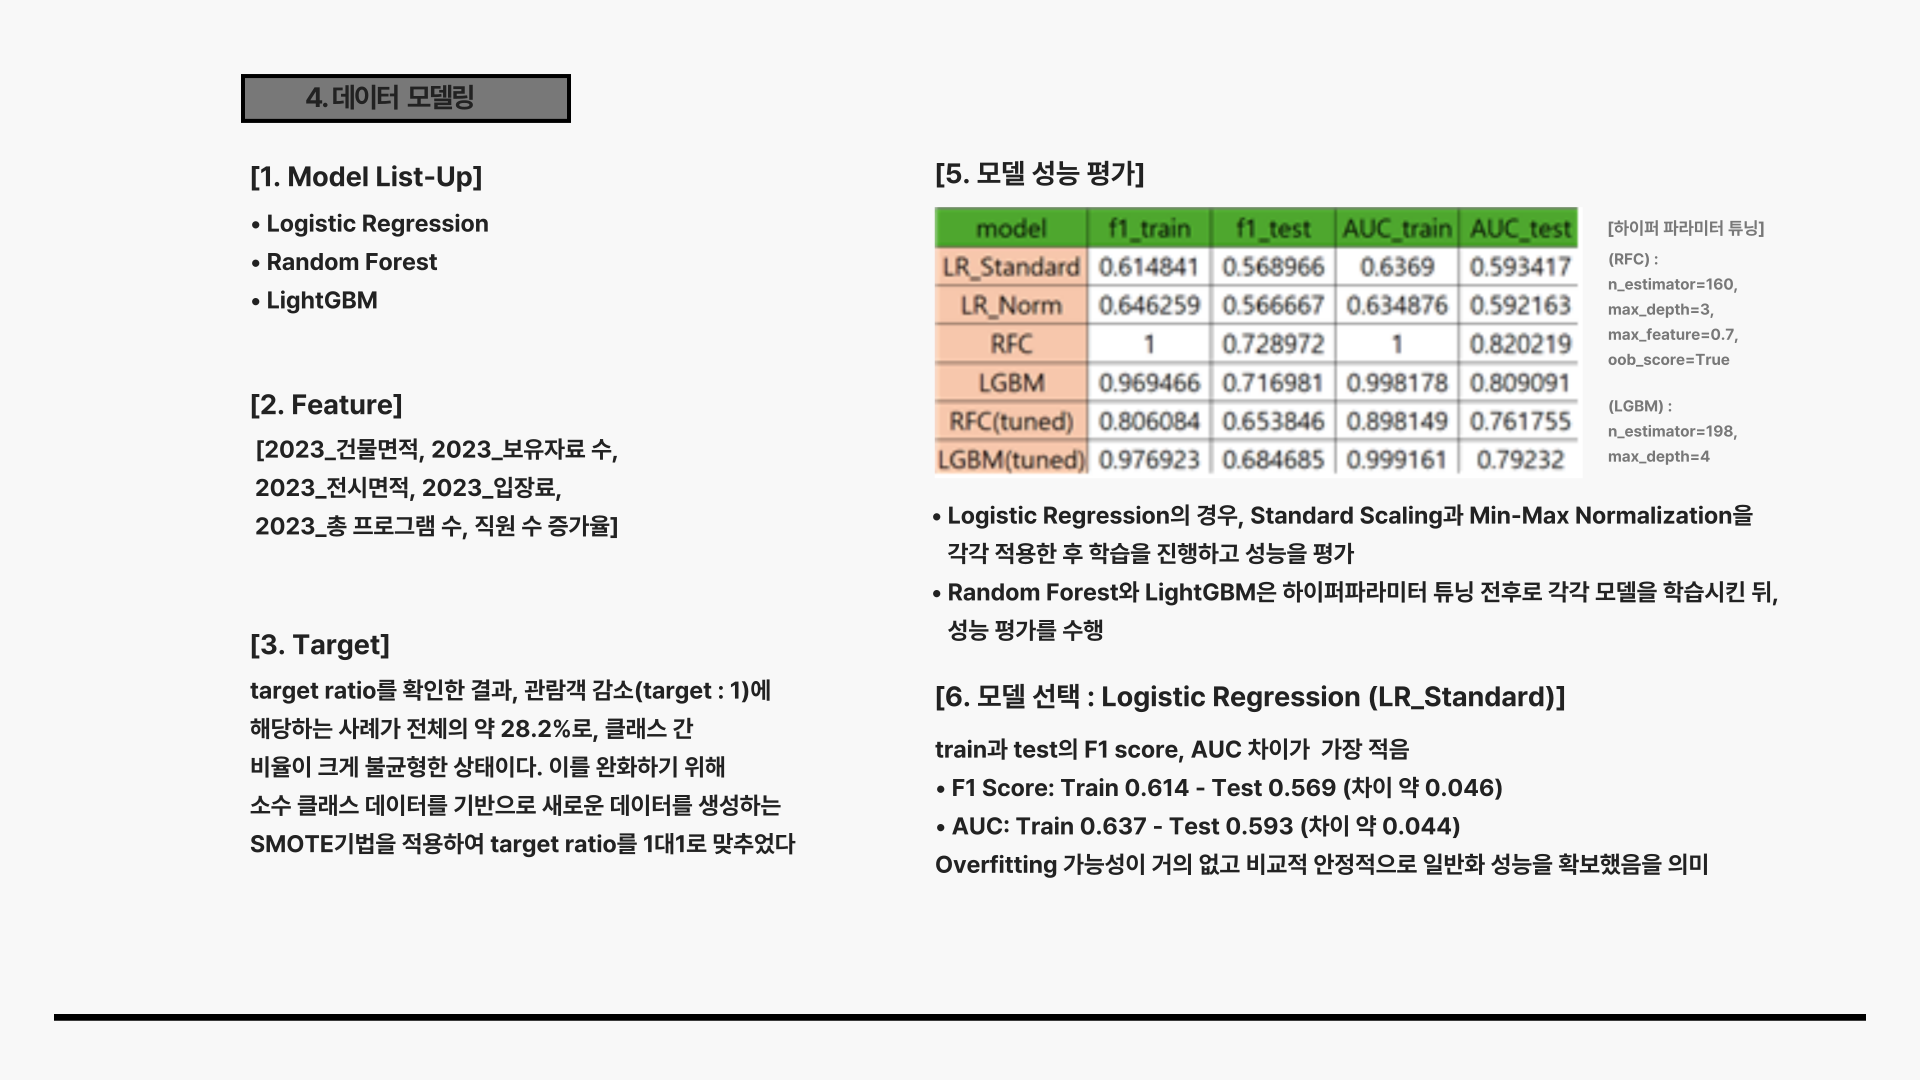 4. 데이터 모델링
[1. Model List-Up]
• Logistic Regression
• Random Forest
• LightGBM
[2. Feature]
[2023_건물면적, 2023_보유자료 수,
2023_전시면적, 2023_입장료,
2023_총 프로그램 수, 직원 수 증가율]
[3. Target]
target ratio를 확인한 결과, 관람객 감소(target : 1)에
해당하는 사례가 전체의 약 28.2%로, 클래스 간
비율이 크게 불균형한 상태이다. 이를 완화하기 위해
소수 클래스 데이터를 기반으로 새로운 데이터를 생성하는
SMOTE기법을 적용하여 target ratio를 1대1로 맞추었다
[5. 모델 성능 평가]
model f1_train f1_test AUC_train AUC_test
LR_Standard 0.614841 0.568966 0.6369 0.593417
LR_Norm 0.646259 0.566667 0.634876 0.592163
RFC 1 0.728972 1 0.820219
LGBM 0.969466 0.716981 0.998178 0.809091
RFC(tuned) 0.806084 0.653846 0.898149 0.761755
LGBM(tuned) 0.976923 0.684685 0.999161 0.79232
[하이퍼 파라미터 튜닝]
(RFC) :
n_estimator=160,
max_depth=3,
max_feature=0.7,
oob_score=True
(LGBM) :
n_estimator=198,
max_depth=4
• Logistic Regression의 경우, Standard Scaling과 Min-Max Normalization을
각각 적용한 후 학습을 진행하고 성능을 평가
• Random Forest와 LightGBM은 하이퍼파라미터 튜닝 전후로 각각 모델을 학습시킨 뒤,
성능 평가를 수행
[6. 모델 선택 : Logistic Regression (LR_Standard)]
train과 test의 F1 score, AUC 차이가 가장 적음
• F1 Score: Train 0.614 - Test 0.569 (차이 약 0.046)
• AUC: Train 0.637 - Test 0.593 (차이 약 0.044)
Overfitting 가능성이 거의 없고 비교적 안정적으로 일반화 성능을 확보했음을 의미